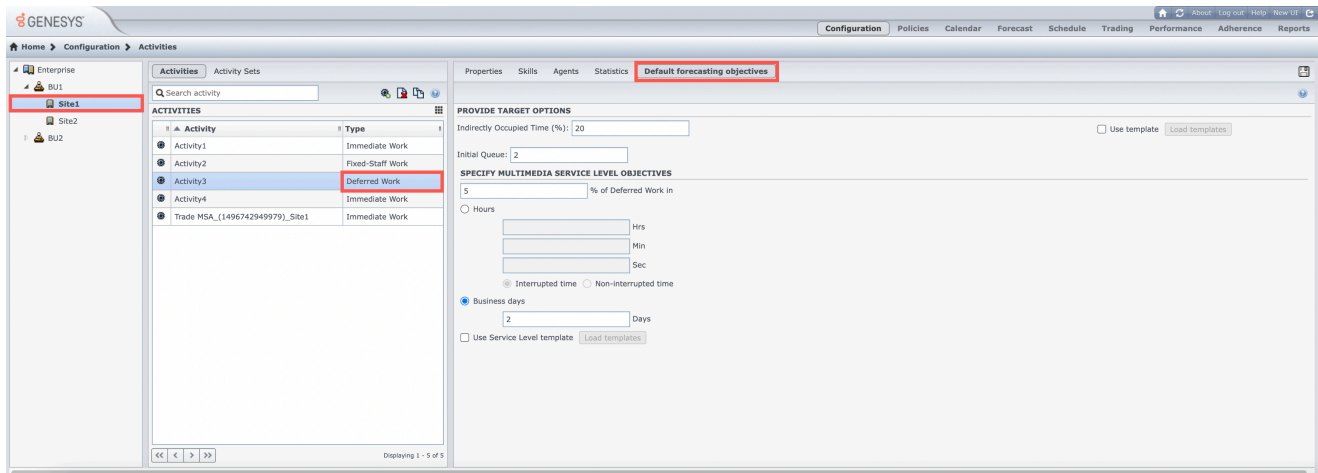 GENESYS
About Log out Help New UI
Configuration Policies Calendar Forecast Schedule Trading Performance Adherence Reports
Home Configuration Activities
Enterprise
BU1
Site1
Site2
BU2
Activities Activity Sets
Search activity
ACTIVITIES
Activity Type
Activity1 Immediate Work
Activity2 Fixed-Staff Work
Activity3 Deferred Work
Activity4 Immediate Work
Trade MSA_(1496742949979)_Site1 Immediate Work
<< < > >> Displaying 1 - 5 of 5
Properties Skills Agents Statistics Default forecasting objectives
PROVIDE TARGET OPTIONS
Indirectly Occupied Time (%): 20 Use template Load templates
Initial Queue: 2
SPECIFY MULTIMEDIA SERVICE LEVEL OBJECTIVES
5 % of Deferred Work in
Hours
Hrs
Min
Sec
Interrupted time Non-interrupted time
Business days
2 Days
Use Service Level template Load templates